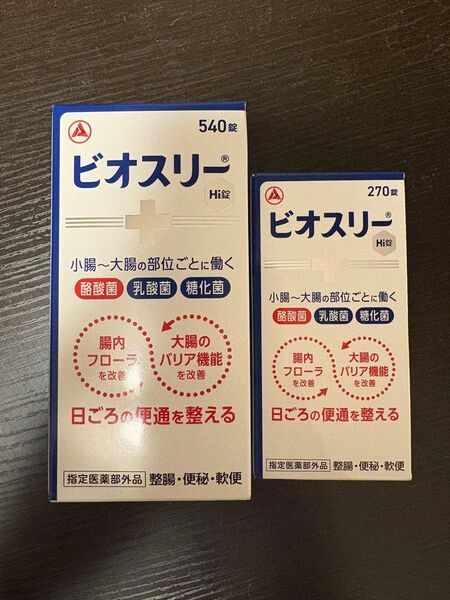 540錠
ビオスリー®
Hi錠
小腸～大腸の部位ごとに働く
酪酸菌 乳酸菌 糖化菌
腸内
フローラ
を改善
大腸の
バリア機能
を改善
日ごろの便通を整える
指定医薬部外品 整腸・便秘・軟便
270錠
ビオスリー®
Hi錠
小腸～大腸の部位ごとに働く
酪酸菌 乳酸菌 糖化菌
腸内
フローラ
を改善
大腸の
バリア機能
を改善
日ごろの便通を整える
指定医薬部外品 整腸・便秘・軟便